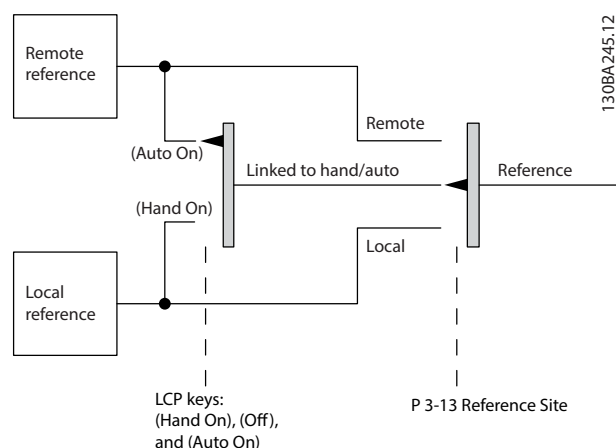 Remote
reference
130BA245.12
Remote
(Auto On)
Linked to hand/auto
Reference
(Hand On)
Local
Local
reference
LCP keys:
(Hand On), (Off),
and (Auto On)
P 3-13 Reference Site